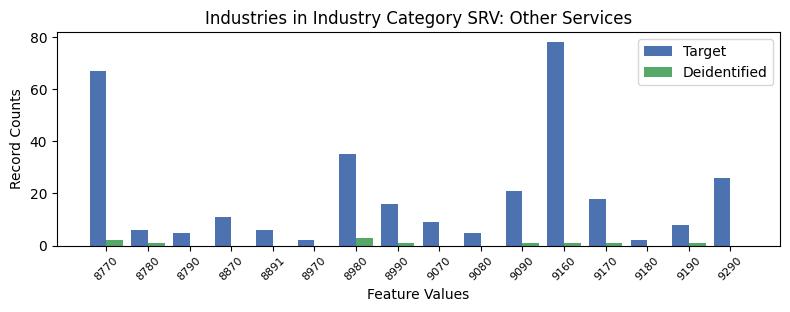 Industries in Industry Category SRV: Other Services
80
60
40
20
0
Record Counts
Target
Deidentified
8770 8780 8790 8870 8891 8970 8980 8990 9070 9080 9090 9160 9170 9180 9190 9290
Feature Values